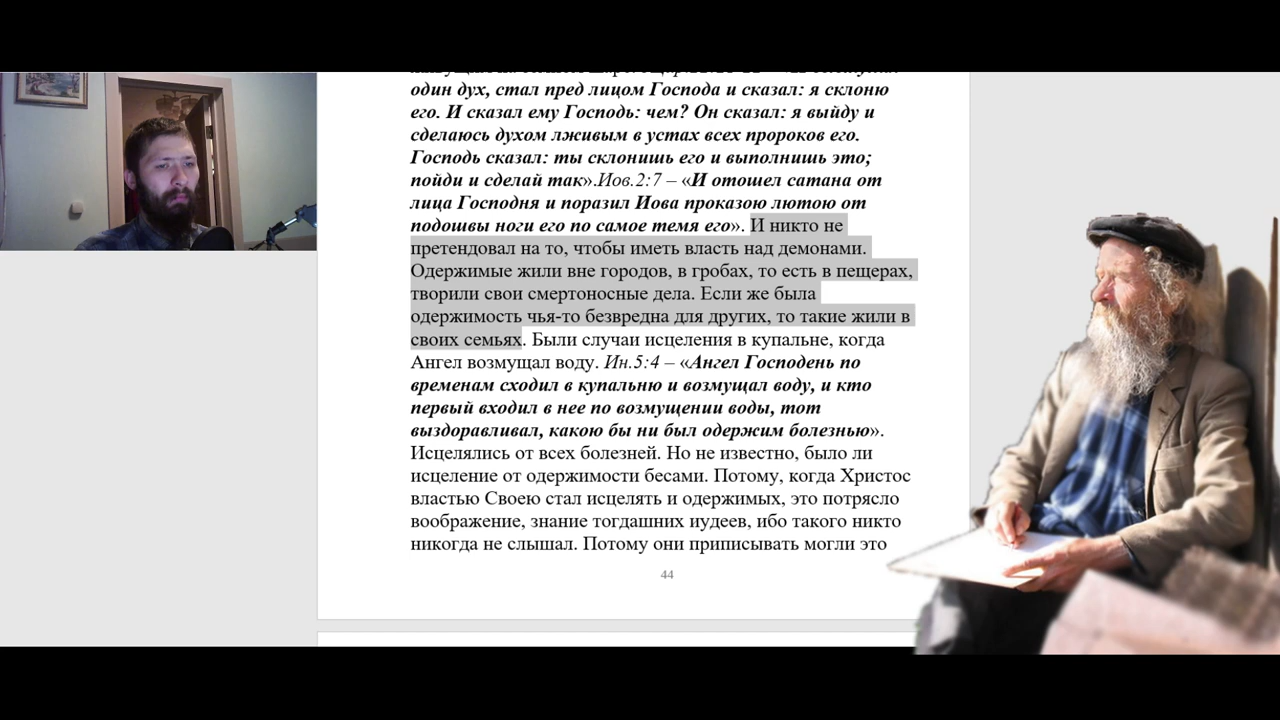 один дух, стал пред лицом Господа и сказал: я склоню
его. И сказал ему Господь: чем? Он сказал: я выйду и
сделаюсь духом лживым в устах всех пророков его.
Господь сказал: ты склонишь его и выполнишь это;
пойди и сделай так».Иов.2:7 – «И отошел сатана от
лица Господня и поразил Иова проказою лютою от
подошвы ноги его по самое темя его». И никто не
претендовал на то, чтобы иметь власть над демонами.
Одержимые жили вне городов, в гробах, то есть в пещерах,
творили свои смертоносные дела. Если же была
одержимость чья-то безвредна для других, то такие жили в
своих семьях. Были случаи исцеления в купальне, когда
Ангел возмущал воду. Ин.5:4 – «Ангел Господень по
временам сходил в купальню и возмущал воду, и кто
первый входил в нее по возмущении воды, тот
выздоравливал, какою бы ни был одержим болезнью».
Исцелялись от всех болезней. Но не известно, было ли
исцеление от одержимости бесами. Потому, когда Христос
властью Своею стал исцелять и одержимых, это потрясло
воображение, знание тогдашних иудеев, ибо такого никто
никогда не слышал. Потому они приписывать могли это
44